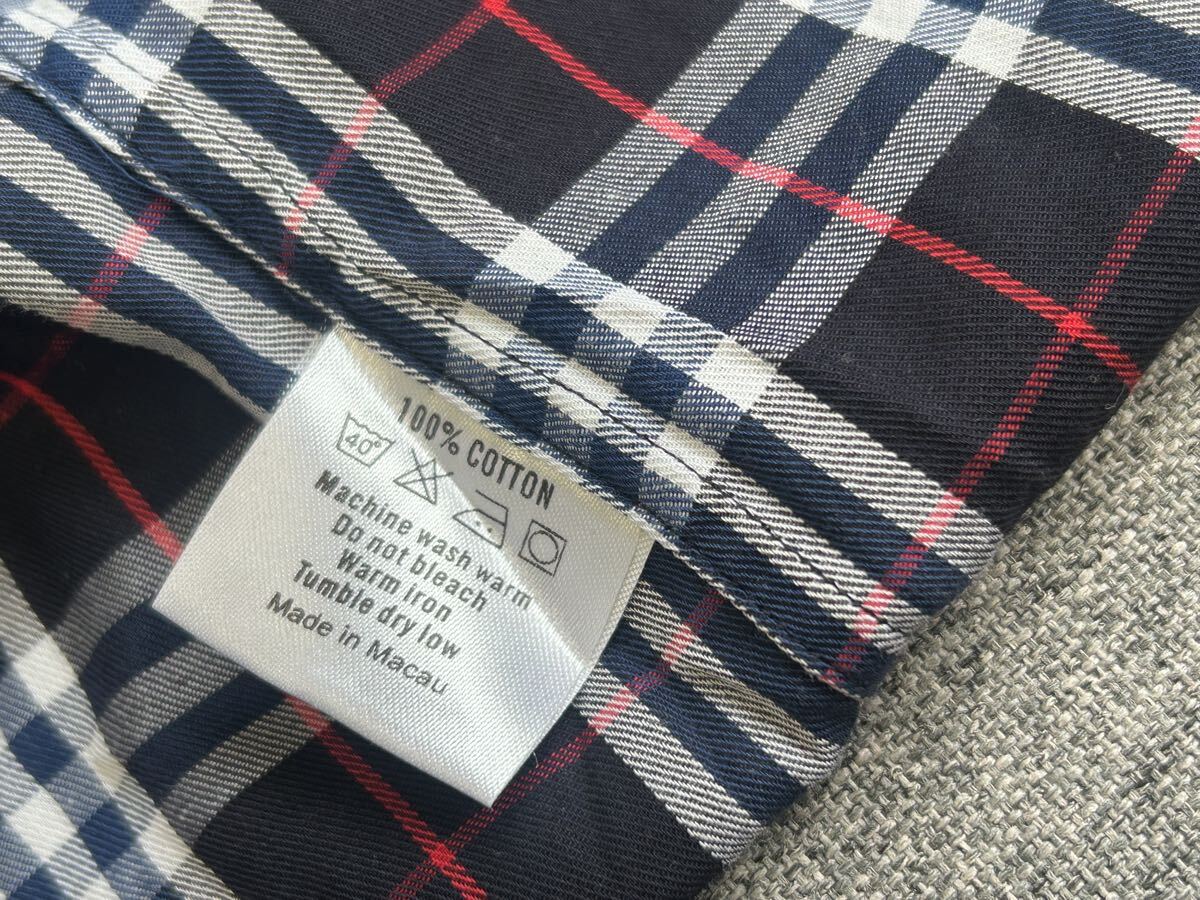 100% COTTON
40°
Machine wash warm
Do not bleach
Warm iron
Tumble dry low
Made in Macau